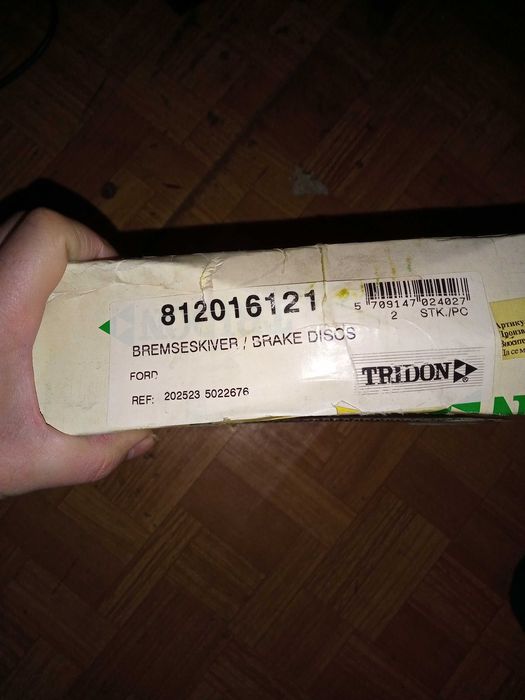 812016121
BREMSESKIVER / BRAKE DISCS
FORD
REF: 202523 5022676
5 709147 024027
2 STK./PC
TRIDON